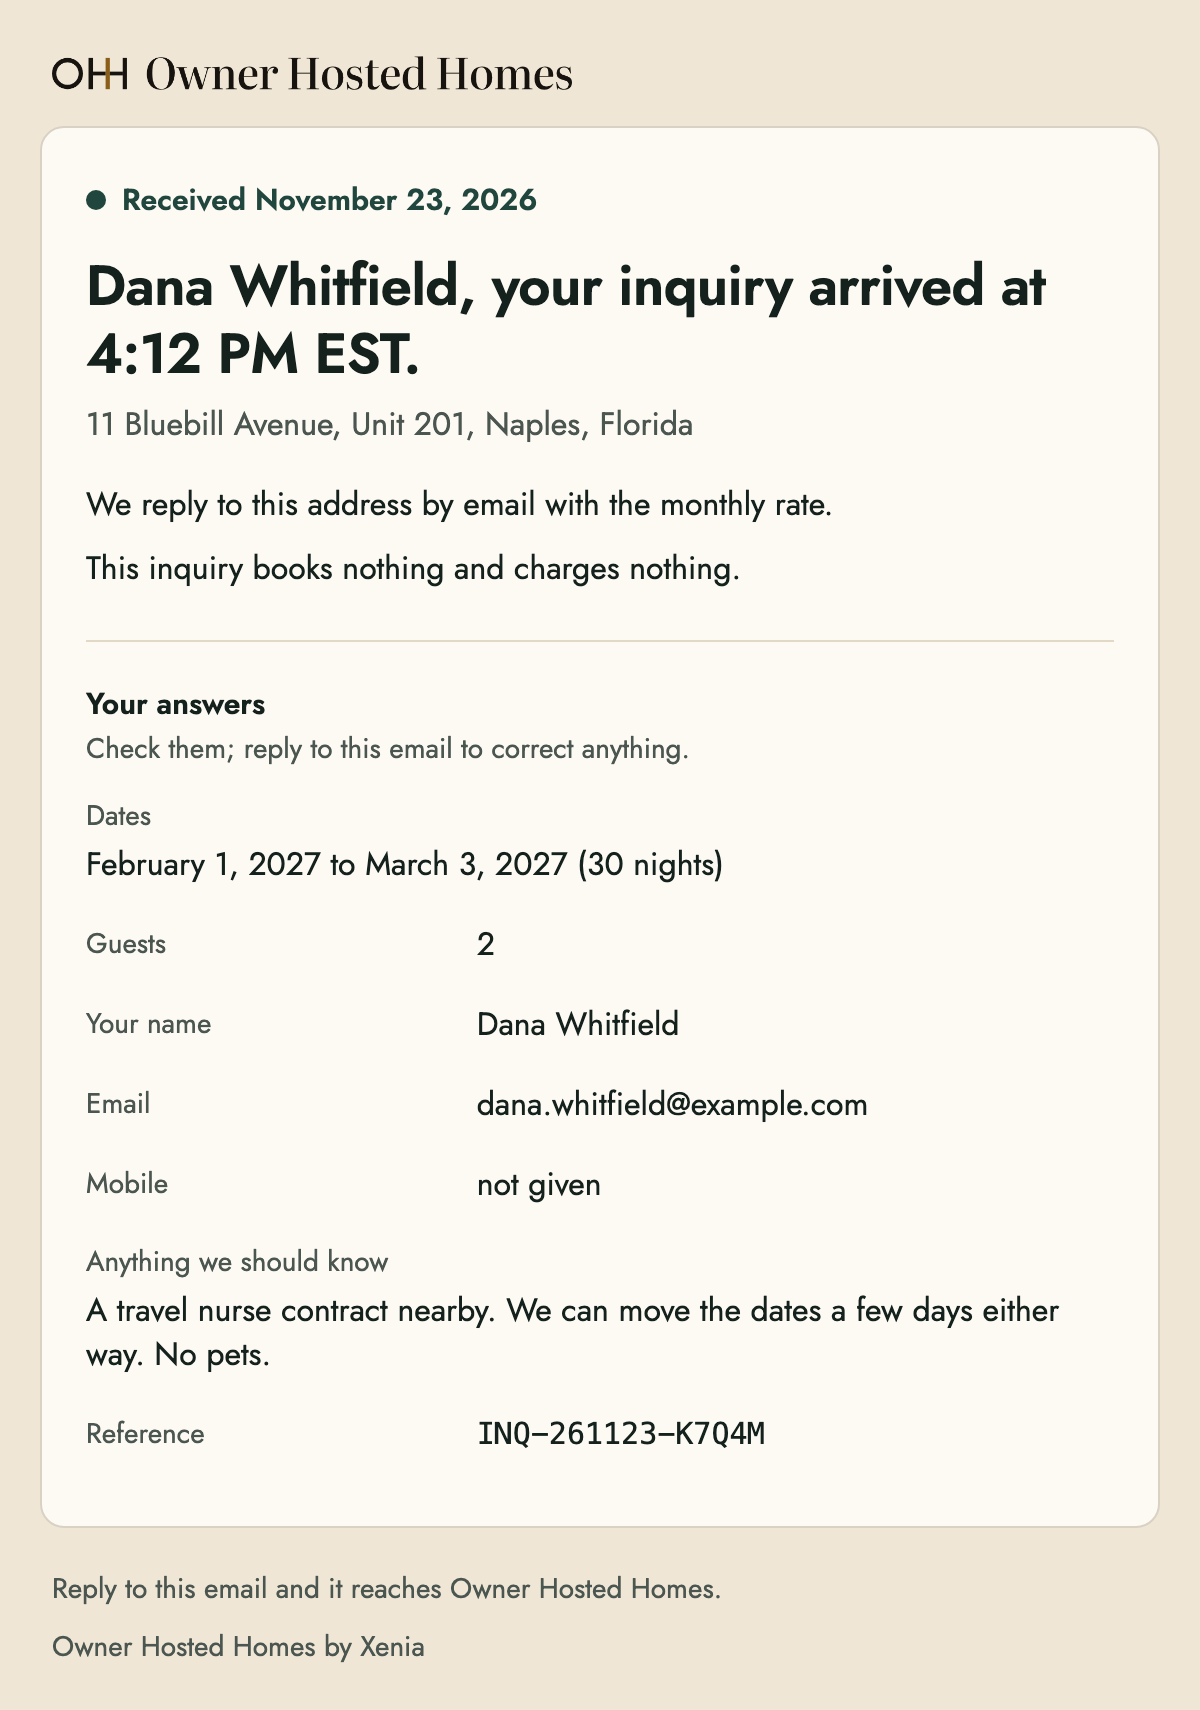 OHH Owner Hosted Homes
Received November 23, 2026
Dana Whitfield, your inquiry arrived at
4:12 PM EST.
11 Bluebill Avenue, Unit 201, Naples, Florida
We reply to this address by email with the monthly rate.
This inquiry books nothing and charges nothing.
Your answers
Check them; reply to this email to correct anything.
Dates
February 1, 2027 to March 3, 2027 (30 nights)
Guests 2
Your name Dana Whitfield
Email dana.whitfield@example.com
Mobile not given
Anything we should know
A travel nurse contract nearby. We can move the dates a few days either
way. No pets.
Reference INQ-261123-K7Q4M
Reply to this email and it reaches Owner Hosted Homes.
Owner Hosted Homes by Xenia